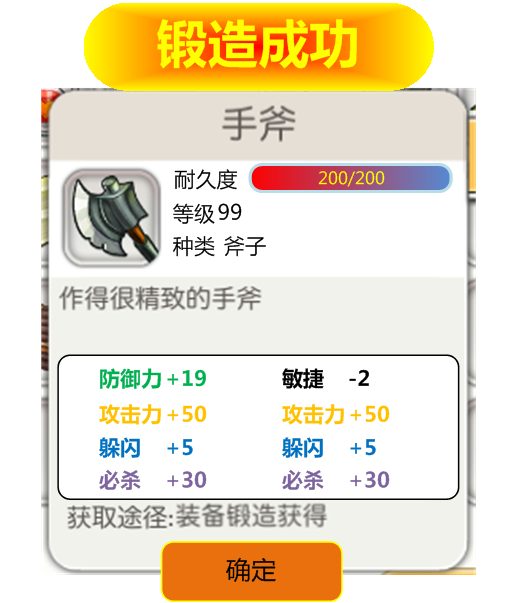 锻造成功
手斧
耐久度 200/200
等级 99
种类 斧子
作得很精致的手斧
防御力 +19 敏捷 -2
攻击力 +50 攻击力 +50
躲闪 +5 躲闪 +5
必杀 +30 必杀 +30
获取途径:装备锻造获得
确定